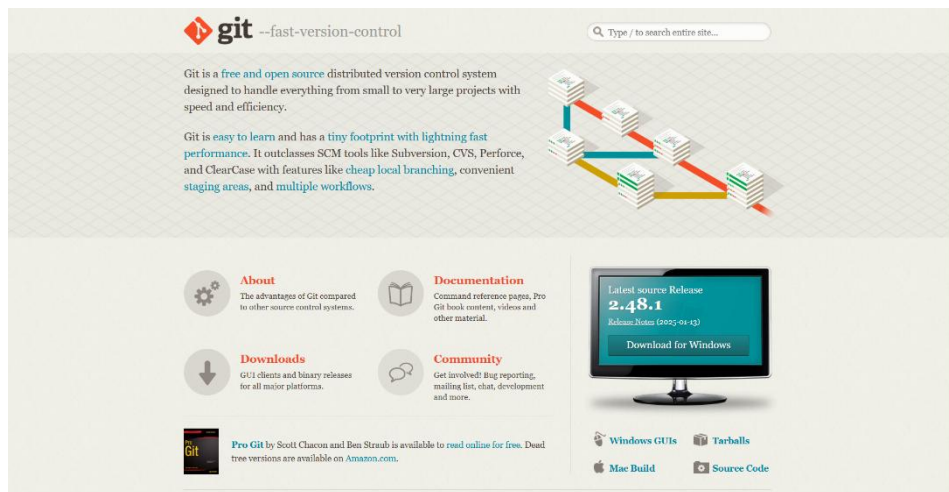 git --fast-version-control
Type / to search entire site...
Git is a free and open source distributed version control system
designed to handle everything from small to very large projects with
speed and efficiency.
Git is easy to learn and has a tiny footprint with lightning fast
performance. It outclasses SCM tools like Subversion, CVS, Perforce,
and ClearCase with features like cheap local branching, convenient
staging areas, and multiple workflows.
About
The advantages of Git compared
to other source control systems.
Documentation
Command reference pages, Pro
Git book content, videos and
other material.
Downloads
GUI clients and binary releases
for all major platforms.
Community
Get involved! Bug reporting,
mailing list, chat, development
and more.
Pro
Git
Pro Git by Scott Chacon and Ben Straub is available to read online for free. Dead
tree versions are available on Amazon.com.
Latest source Release
2.48.1
Release Notes (2025-01-13)
Download for Windows
Windows GUIs
Tarballs
Mac Build
Source Code